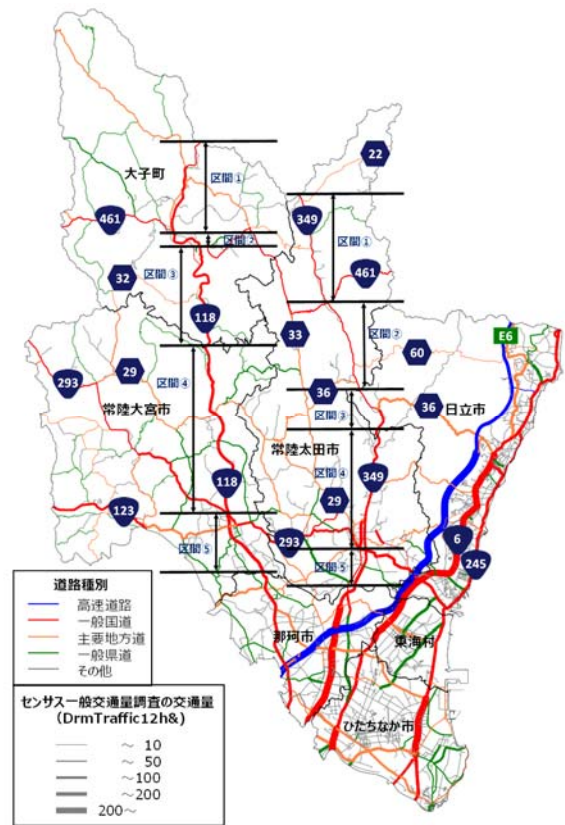 22
大子町
区間①
461
349
区間①
区間②
区間③
32
461
118
33
区間②
60
E6
293
29
区間④
36
36
日立市
常陸大宮市
区間③
常陸太田市
区間④
118
29
349
123
293
6
245
区間⑤
区間⑤
道路種別
高速道路
一般国道
主要地方道
一般県道
その他
那珂市
東海村
ひたちなか市
センサス一般交通量調査の交通量
(DrmTraffic12h&)
～ 10
～ 50
～100
～200
200～